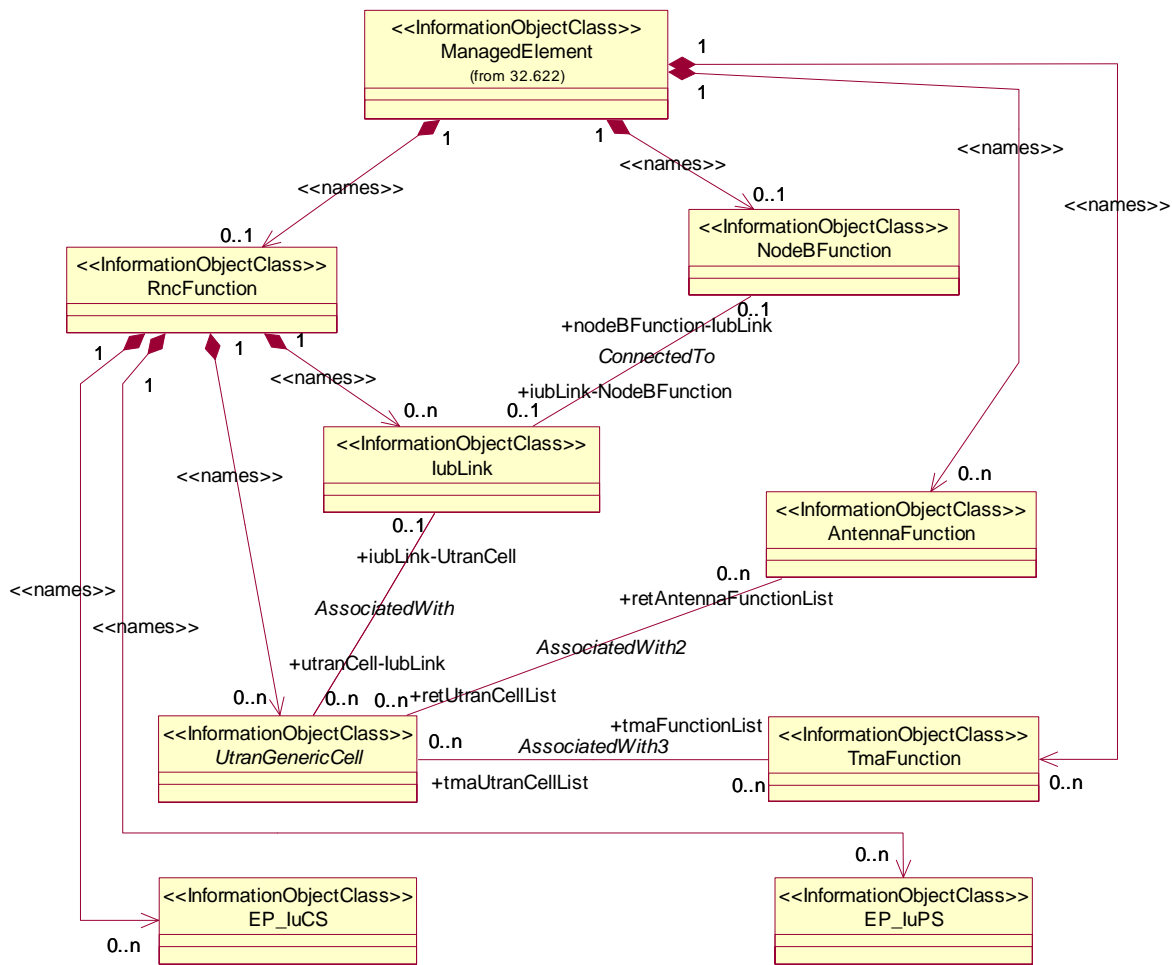 <<InformationObjectClass>>
ManagedElement
(from 32.622)
1
1
1
1
<<names>>
<<names>>
<<names>>
<<names>>
0..1
0..1
<<InformationObjectClass>>
NodeBFunction
<<InformationObjectClass>>
RncFunction
0..1
+nodeBFunction-IubLink
ConnectedTo
+iubLink-NodeBFunction
0..1
1
1
1
1
<<names>>
0..n
<<InformationObjectClass>>
IubLink
<<names>>
0..n
<<InformationObjectClass>>
AntennaFunction
0..1
+iubLink-UtranCell
AssociatedWith
+utranCell-IubLink
0..n
0..n
+retAntennaFunctionList
AssociatedWith2
+retUtranCellList
0..n
<<names>>
<<names>>
0..n
<<InformationObjectClass>>
UtranGenericCell
0..n
+tmaFunctionList
AssociatedWith3
+tmaUtranCellList
0..n
<<InformationObjectClass>>
TmaFunction
0..n
0..n
<<InformationObjectClass>>
EP_IuCS
0..n
<<InformationObjectClass>>
EP_IuPS